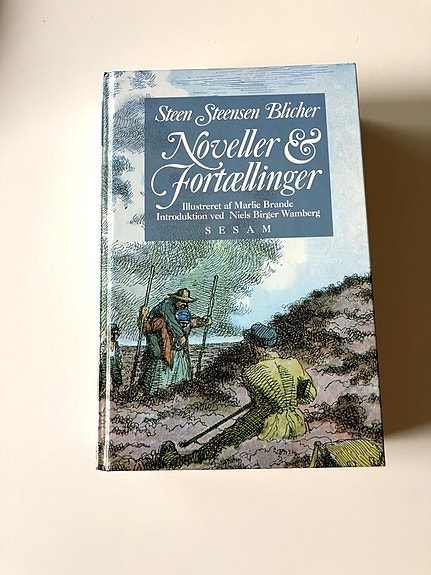 Steen Steensen Blicher
Noveller &
Fortællinger
Illustreret af Marlie Brande
Introduktion ved Niels Birger Wamberg
SESAM